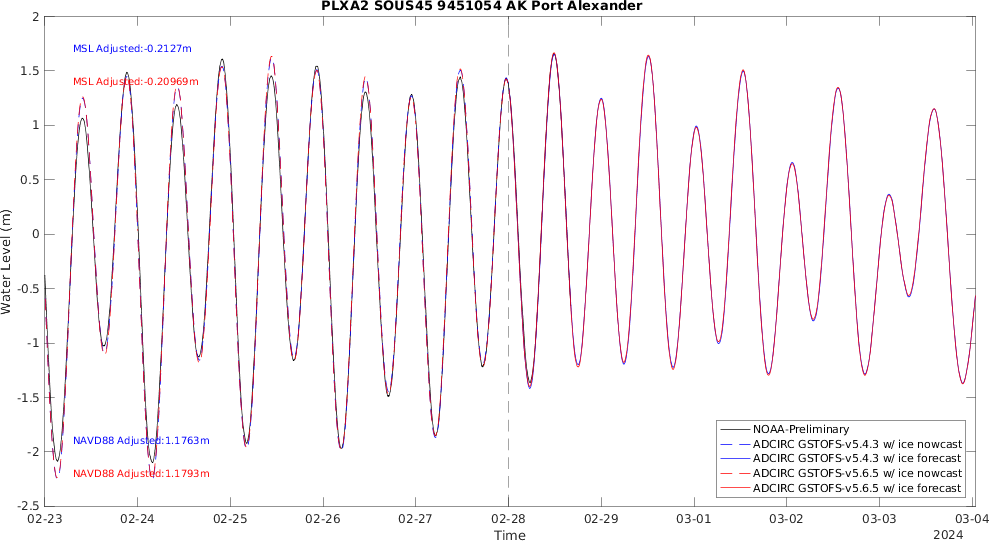 PLXA2 SOUS45 9451054 AK Port Alexander
2
1.5
1
0.5
0
-0.5
-1
-1.5
-2
-2.5
Water Level (m)
MSL Adjusted:-0.2127m
MSL Adjusted:-0.20969m
NAVD88 Adjusted:1.1763m
NAVD88 Adjusted:1.1793m
NOAA-Preliminary
ADCIRC GSTOFS-v5.4.3 w/ ice nowcast
ADCIRC GSTOFS-v5.4.3 w/ ice forecast
ADCIRC GSTOFS-v5.6.5 w/ ice nowcast
ADCIRC GSTOFS-v5.6.5 w/ ice forecast
02-23 02-24 02-25 02-26 02-27 02-28 02-29 03-01 03-02 03-03 03-04
Time
2024